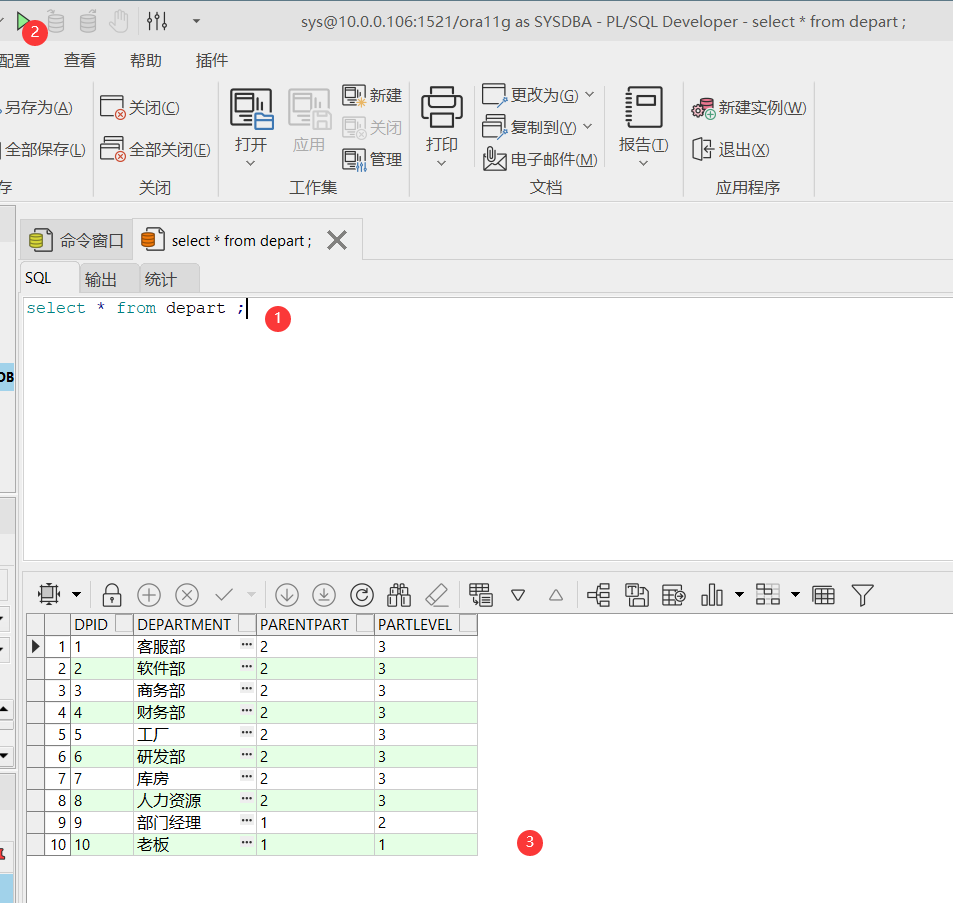 2 sys@10.0.0.106:1521/ora11g as SYSDBA - PL/SQL Developer - select * from depart ;
配置 查看 帮助 插件
另存为(A) 关闭(C) 新建 更改为(G) 新建实例(W)
打开 应用 关闭 打印 复制到(Y) 报告(T)
全部保存(L) 全部关闭(E) 管理 电子邮件(M) 退出(X)
存 关闭 工作集 文档 应用程序
命令窗口 select * from depart ;
SQL 输出 统计
select * from depart ; 1
DB
DPID DEPARTMENT PARENTPART PARTLEVEL
1 1 客服部 ••• 2 3
2 2 软件部 ••• 2 3
3 3 商务部 ••• 2 3
4 4 财务部 ••• 2 3
5 5 工厂 ••• 2 3
6 6 研发部 ••• 2 3
7 7 库房 ••• 2 3
8 8 人力资源 ••• 2 3
9 9 部门经理 ••• 1 2
10 10 老板 ••• 1 1
3